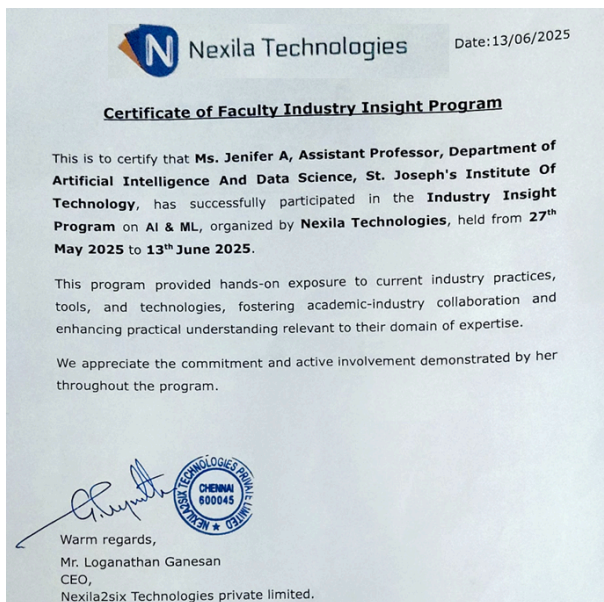 N Nexila Technologies
Date:13/06/2025
Certificate of Faculty Industry Insight Program
This is to certify that Ms. Jenifer A, Assistant Professor, Department of
Artificial Intelligence And Data Science, St. Joseph's Institute Of
Technology, has successfully participated in the Industry Insight
Program on AI & ML, organized by Nexila Technologies, held from 27th
May 2025 to 13th June 2025.
This program provided hands-on exposure to current industry practices,
tools, and technologies, fostering academic-industry collaboration and
enhancing practical understanding relevant to their domain of expertise.
We appreciate the commitment and active involvement demonstrated by her
throughout the program.
NEXILA2SIX TECHNOLOGIES PRIVATE LIMITED
CHENNAI
600045
Warm regards,
Mr. Loganathan Ganesan
CEO,
Nexila2six Technologies private limited.